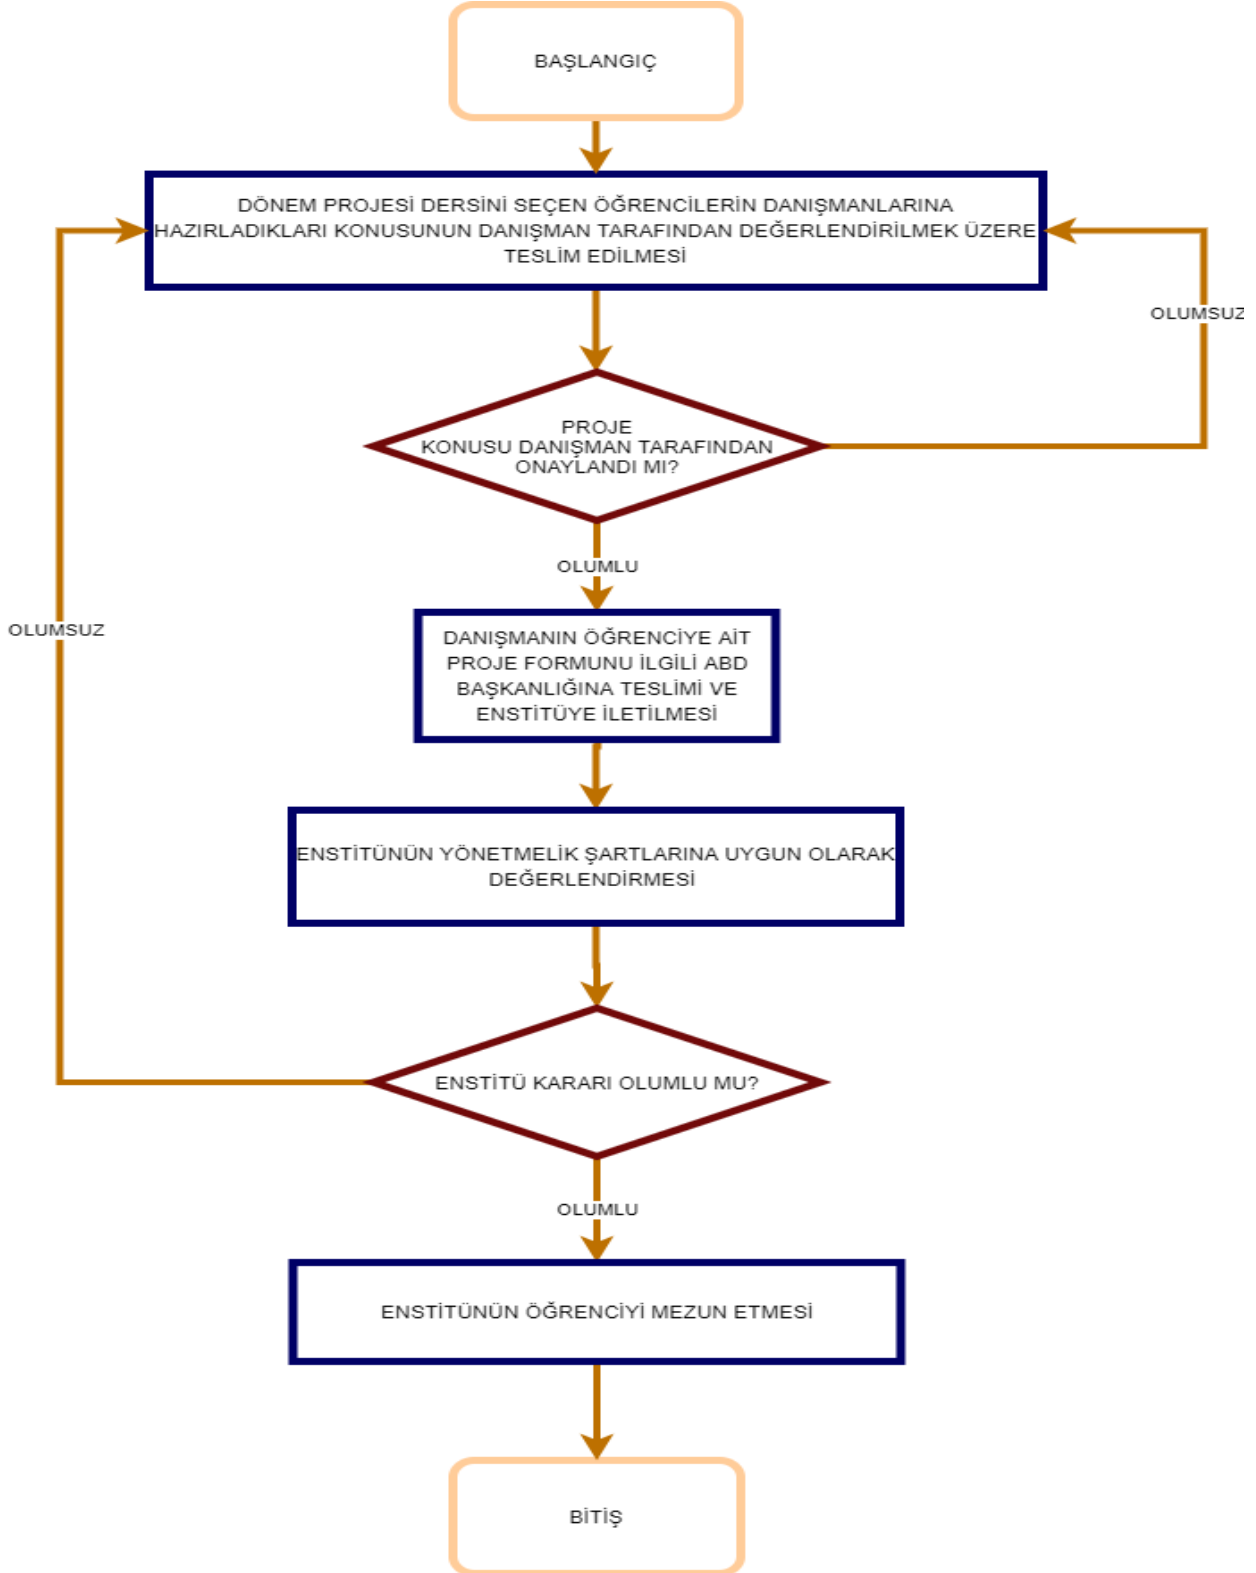 BAŞLANGIÇ
DÖNEM PROJESİ DERSİNİ SEÇEN ÖĞRENCİLERİN DANIŞMANLARINA
HAZIRLADIKLARI KONUSUNUN DANIŞMAN TARAFINDAN DEĞERLENDİRİLMEK ÜZERE
TESLİM EDİLMESİ
OLUMSUZ
PROJE
KONUSU DANIŞMAN TARAFINDAN
ONAYLANDI MI?
OLUMLU
OLUMSUZ
DANIŞMANIN ÖĞRENCİYE AİT
PROJE FORMUNU İLGİLİ ABD
BAŞKANLIĞINA TESLİMİ VE
ENSTİTÜYE İLETİLMESİ
ENSTİTÜNÜN YÖNETMELİK ŞARTLARINA UYGUN OLARAK
DEĞERLENDİRMESİ
ENSTİTÜ KARARI OLUMLU MU?
OLUMLU
ENSTİTÜNÜN ÖĞRENCİYİ MEZUN ETMESİ
BİTİŞ